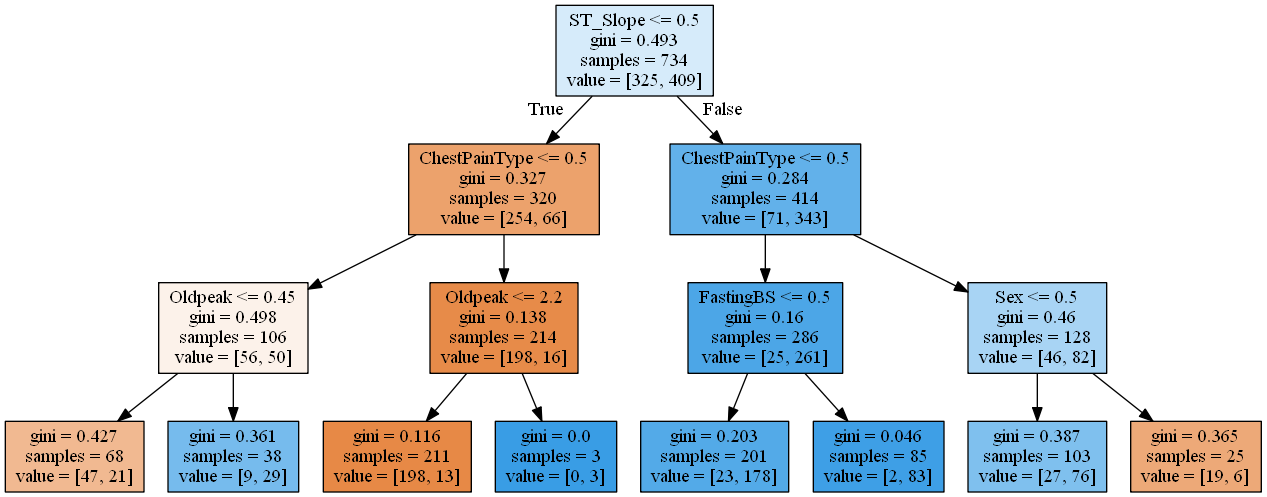 ST_Slope <= 0.5
gini = 0.493
samples = 734
value = [325, 409]
True
False
ChestPainType <= 0.5
gini = 0.327
samples = 320
value = [254, 66]
ChestPainType <= 0.5
gini = 0.284
samples = 414
value = [71, 343]
Oldpeak <= 0.45
gini = 0.498
samples = 106
value = [56, 50]
Oldpeak <= 2.2
gini = 0.138
samples = 214
value = [198, 16]
FastingBS <= 0.5
gini = 0.16
samples = 286
value = [25, 261]
Sex <= 0.5
gini = 0.46
samples = 128
value = [46, 82]
gini = 0.427
samples = 68
value = [47, 21]
gini = 0.361
samples = 38
value = [9, 29]
gini = 0.116
samples = 211
value = [198, 13]
gini = 0.0
samples = 3
value = [0, 3]
gini = 0.203
samples = 201
value = [23, 178]
gini = 0.046
samples = 85
value = [2, 83]
gini = 0.387
samples = 103
value = [27, 76]
gini = 0.365
samples = 25
value = [19, 6]